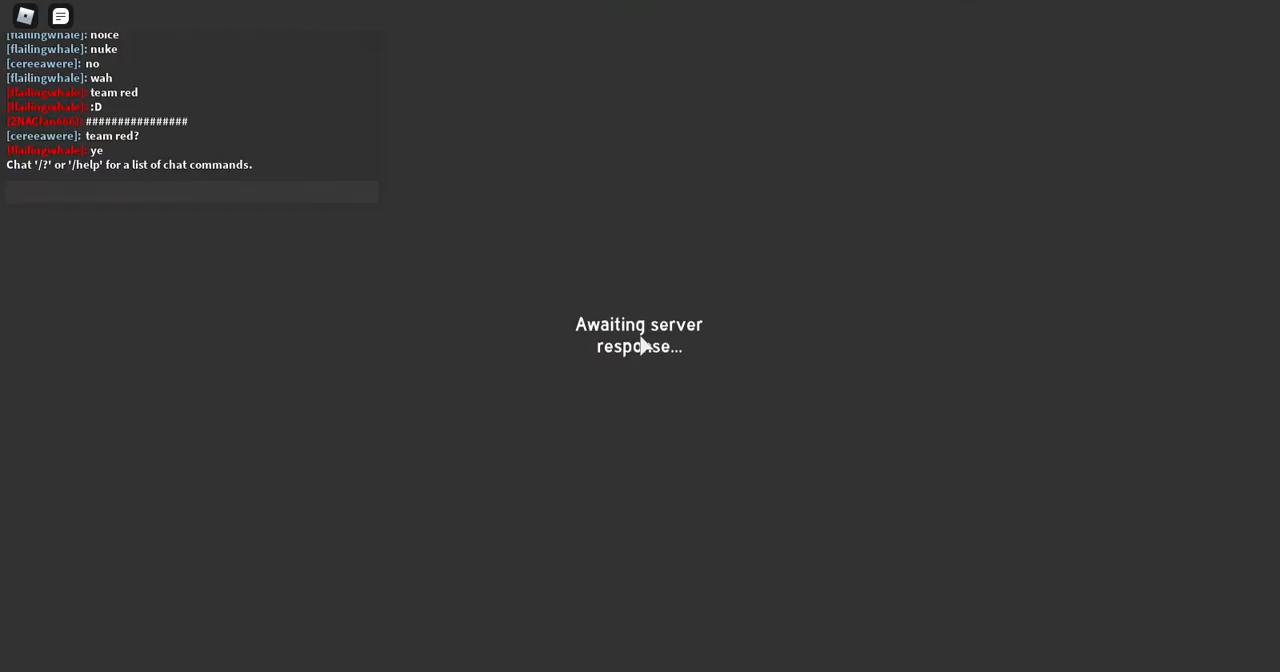 [flailingwhale]: noice
[flailingwhale]: nuke
[cereeawere]: no
[flailingwhale]: wah
[flailingwhale]: team red
[flailingwhale]: :D
[ZNACfan666]: ################
[cereeawere]: team red?
[flailingwhale]: ye
Chat '/?' or '/help' for a list of chat commands.
Awaiting server
response...